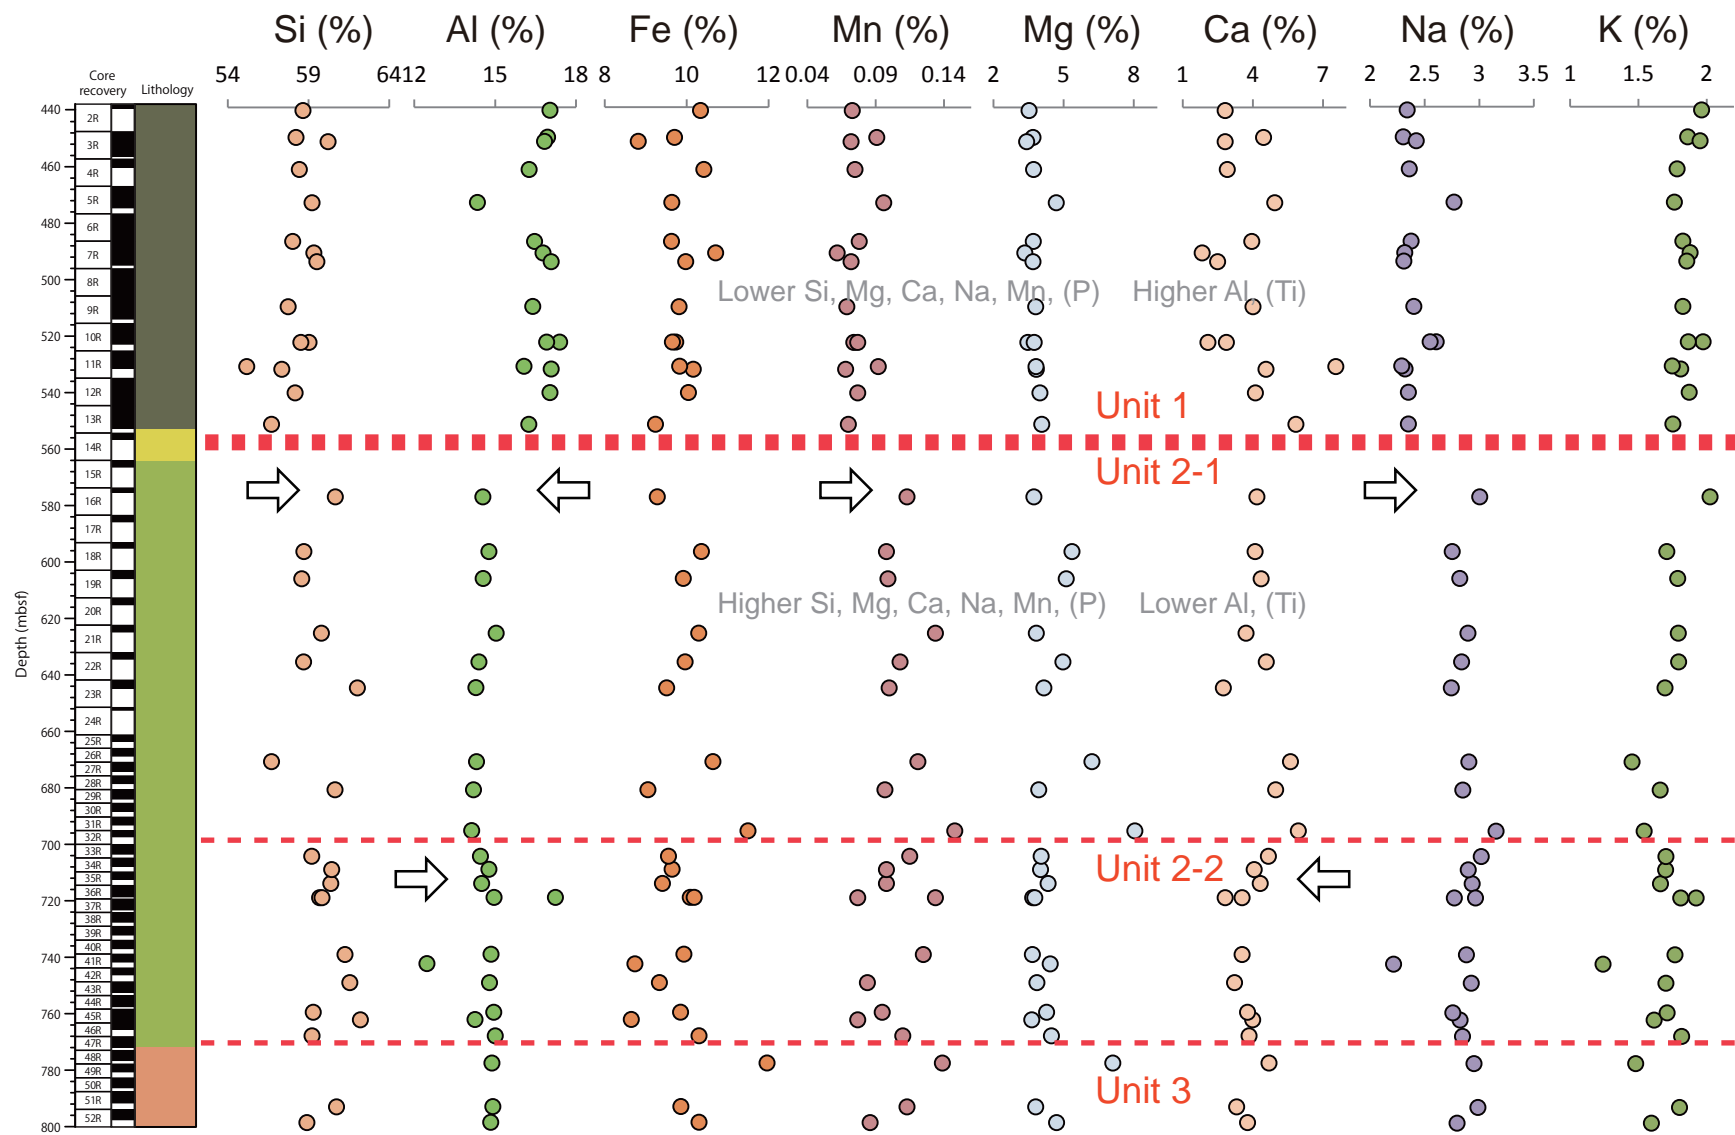 Si (%) Al (%) Fe (%) Mn (%) Mg (%) Ca (%) Na (%) K (%)
Core recovery Lithology
54 59 64 12 15 18 8 10 12 0.04 0.09 0.14 2 5 8 1 4 7 2 2.5 3 3.5 1 1.5 2
440
2R
3R
460
4R
5R
480
6R
7R
500
8R
Lower Si, Mg, Ca, Na, Mn, (P) Higher Al, (Ti)
9R
520
10R
11R
540
12R
Unit 1
13R
560
14R
Unit 2-1
15R
16R
580
17R
600
18R
19R
Higher Si, Mg, Ca, Na, Mn, (P) Lower Al, (Ti)
20R
620
21R
Depth (mbsf)
22R
640
23R
24R
660
25R
26R
27R
680
28R
29R
30R
31R
32R
700
33R
34R
Unit 2-2
35R
36R
720
37R
38R
39R
40R
740
41R
42R
43R
44R
760
45R
46R
47R
48R
780
49R
50R
Unit 3
51R
52R
800